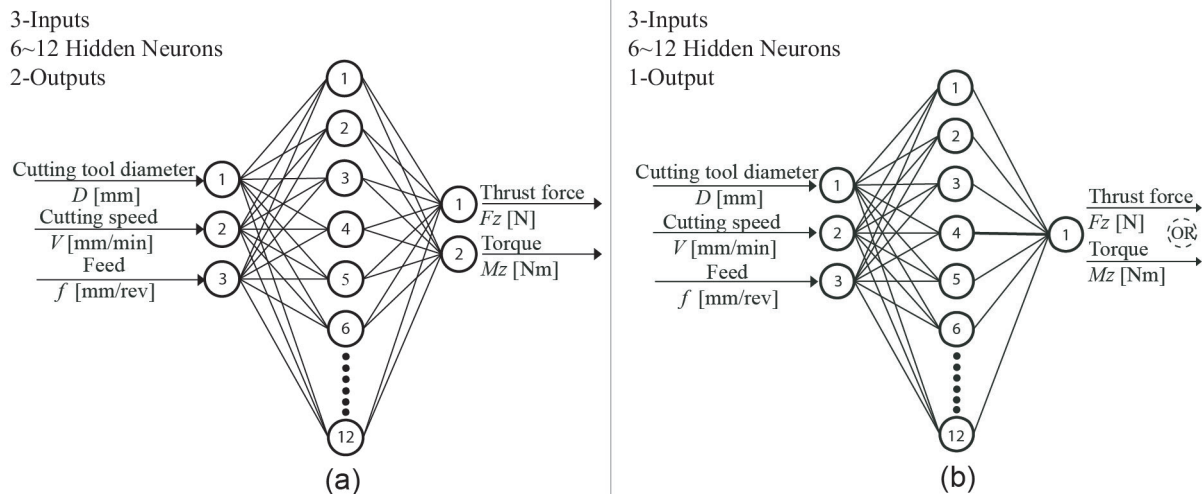 3-Inputs
6~12 Hidden Neurons
2-Outputs
Cutting tool diameter
D [mm]
Cutting speed
V [mm/min]
Feed
f [mm/rev]
1
2
3
1
2
3
4
5
6
12
1
2
Thrust force
Fz [N]
Torque
Mz [Nm]
(a)
3-Inputs
6~12 Hidden Neurons
1-Output
Cutting tool diameter
D [mm]
Cutting speed
V [mm/min]
Feed
f [mm/rev]
1
2
3
1
2
3
4
5
6
12
1
Thrust force
Fz [N]
OR
Torque
Mz [Nm]
(b)